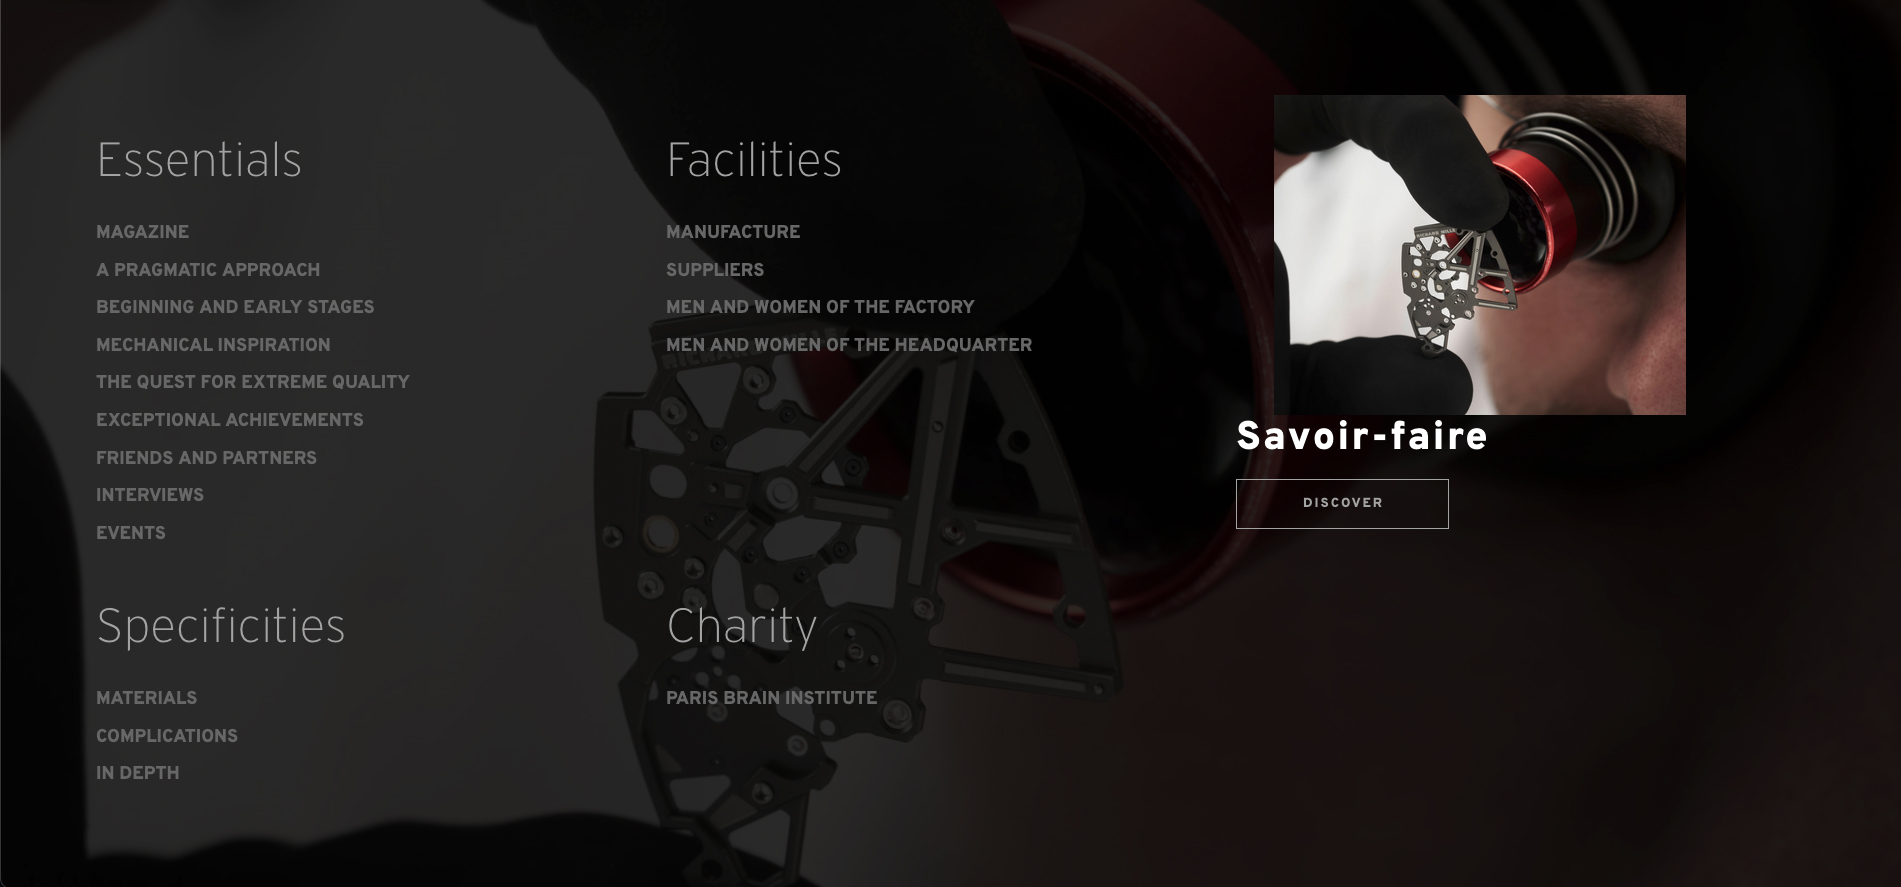 Essentials
MAGAZINE
A PRAGMATIC APPROACH
BEGINNING AND EARLY STAGES
MECHANICAL INSPIRATION
THE QUEST FOR EXTREME QUALITY
EXCEPTIONAL ACHIEVEMENTS
FRIENDS AND PARTNERS
INTERVIEWS
EVENTS
Specificities
MATERIALS
COMPLICATIONS
IN DEPTH
Facilities
MANUFACTURE
SUPPLIERS
MEN AND WOMEN OF THE FACTORY
MEN AND WOMEN OF THE HEADQUARTER
Charity
PARIS BRAIN INSTITUTE
RICHARD MILLE
Savoir-faire
DISCOVER